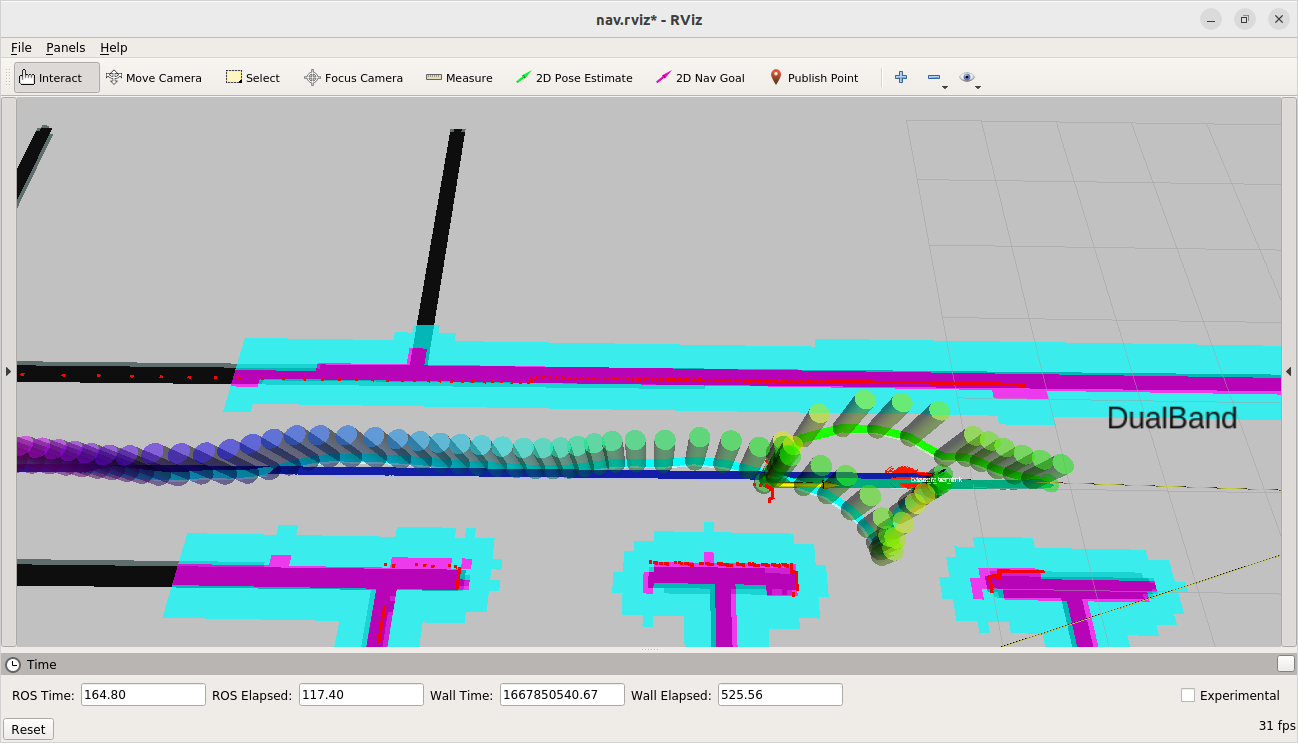 nav.rviz* - RViz
File Panels Help
Interact Move Camera Select Focus Camera Measure 2D Pose Estimate 2D Nav Goal Publish Point
DualBand
Time
ROS Time: 164.80 ROS Elapsed: 117.40 Wall Time: 1667850540.67 Wall Elapsed: 525.56 Experimental
Reset 31 fps